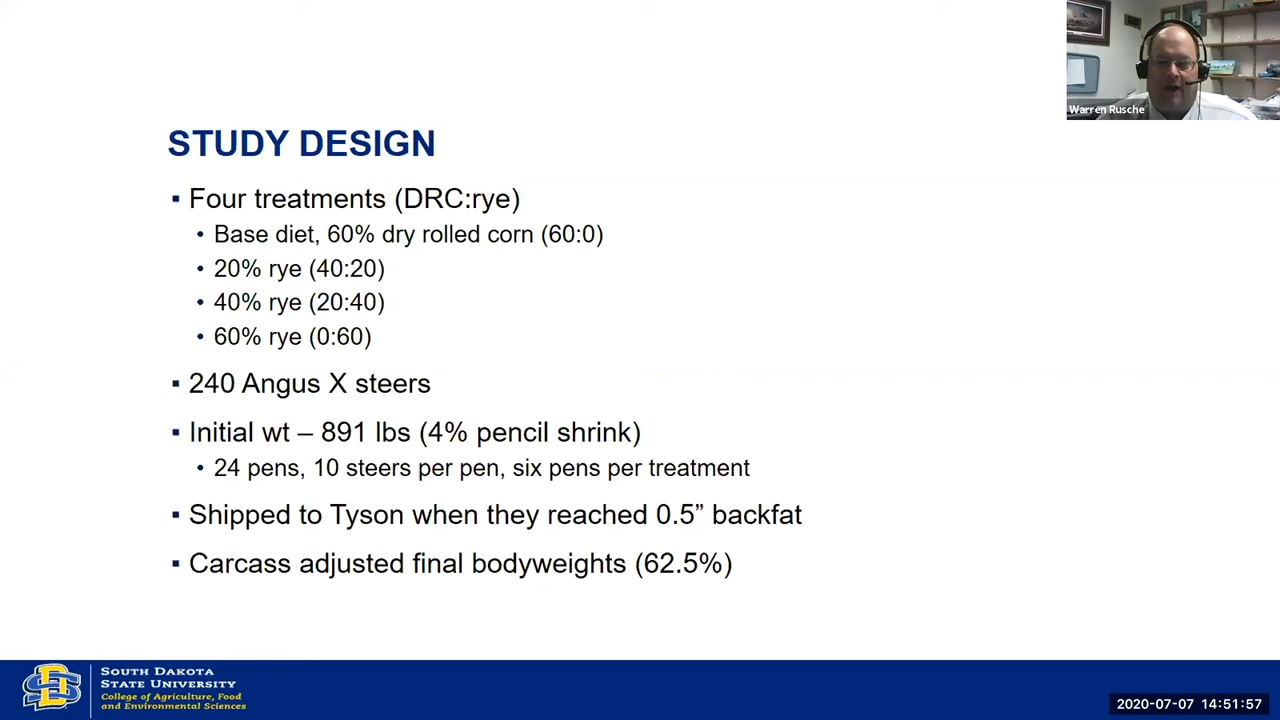 Warren Rusche
STUDY DESIGN
▪ Four treatments (DRC:rye)
• Base diet, 60% dry rolled corn (60:0)
• 20% rye (40:20)
• 40% rye (20:40)
• 60% rye (0:60)
▪ 240 Angus X steers
▪ Initial wt – 891 lbs (4% pencil shrink)
• 24 pens, 10 steers per pen, six pens per treatment
▪ Shipped to Tyson when they reached 0.5” backfat
▪ Carcass adjusted final bodyweights (62.5%)
SOUTH DAKOTA
STATE UNIVERSITY
College of Agriculture, Food
and Environmental Sciences
2020-07-07 14:51:57